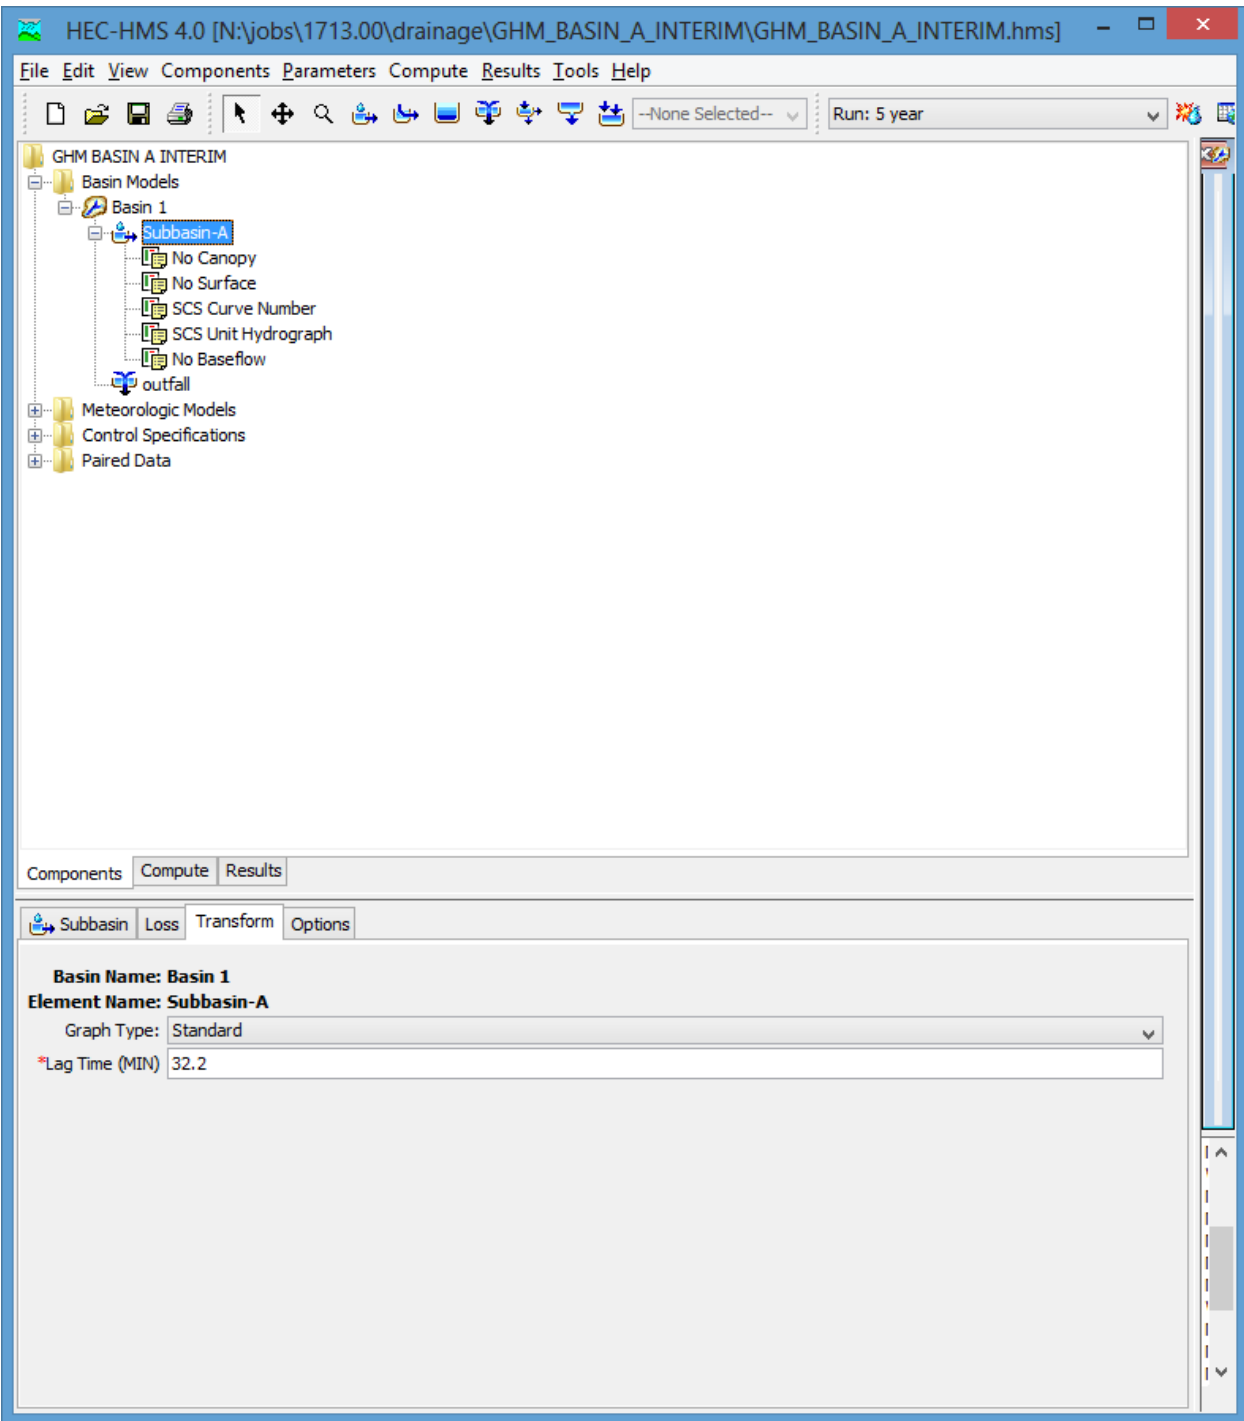 HEC-HMS 4.0 [N:\jobs\1713.00\drainage\GHM_BASIN_A_INTERIM\GHM_BASIN_A_INTERIM.hms]
File Edit View Components Parameters Compute Results Tools Help
--None Selected-- Run: 5 year
GHM BASIN A INTERIM
Basin Models
Basin 1
Subbasin-A
No Canopy
No Surface
SCS Curve Number
SCS Unit Hydrograph
No Baseflow
outfall
Meteorologic Models
Control Specifications
Paired Data
Components Compute Results
Subbasin Loss Transform Options
Basin Name: Basin 1
Element Name: Subbasin-A
Graph Type: Standard
*Lag Time (MIN) 32.2